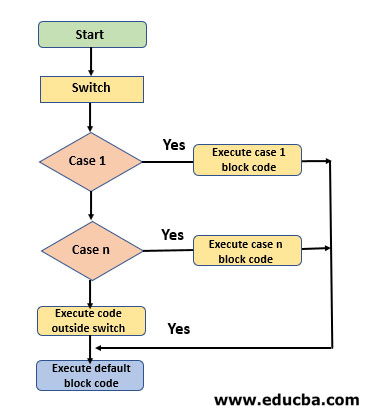 Start
Switch
Case 1
Yes
Execute case 1
block code
Case n
Yes
Execute case n
block code
Execute code
outside switch
Yes
Execute default
block code
www.educba.com